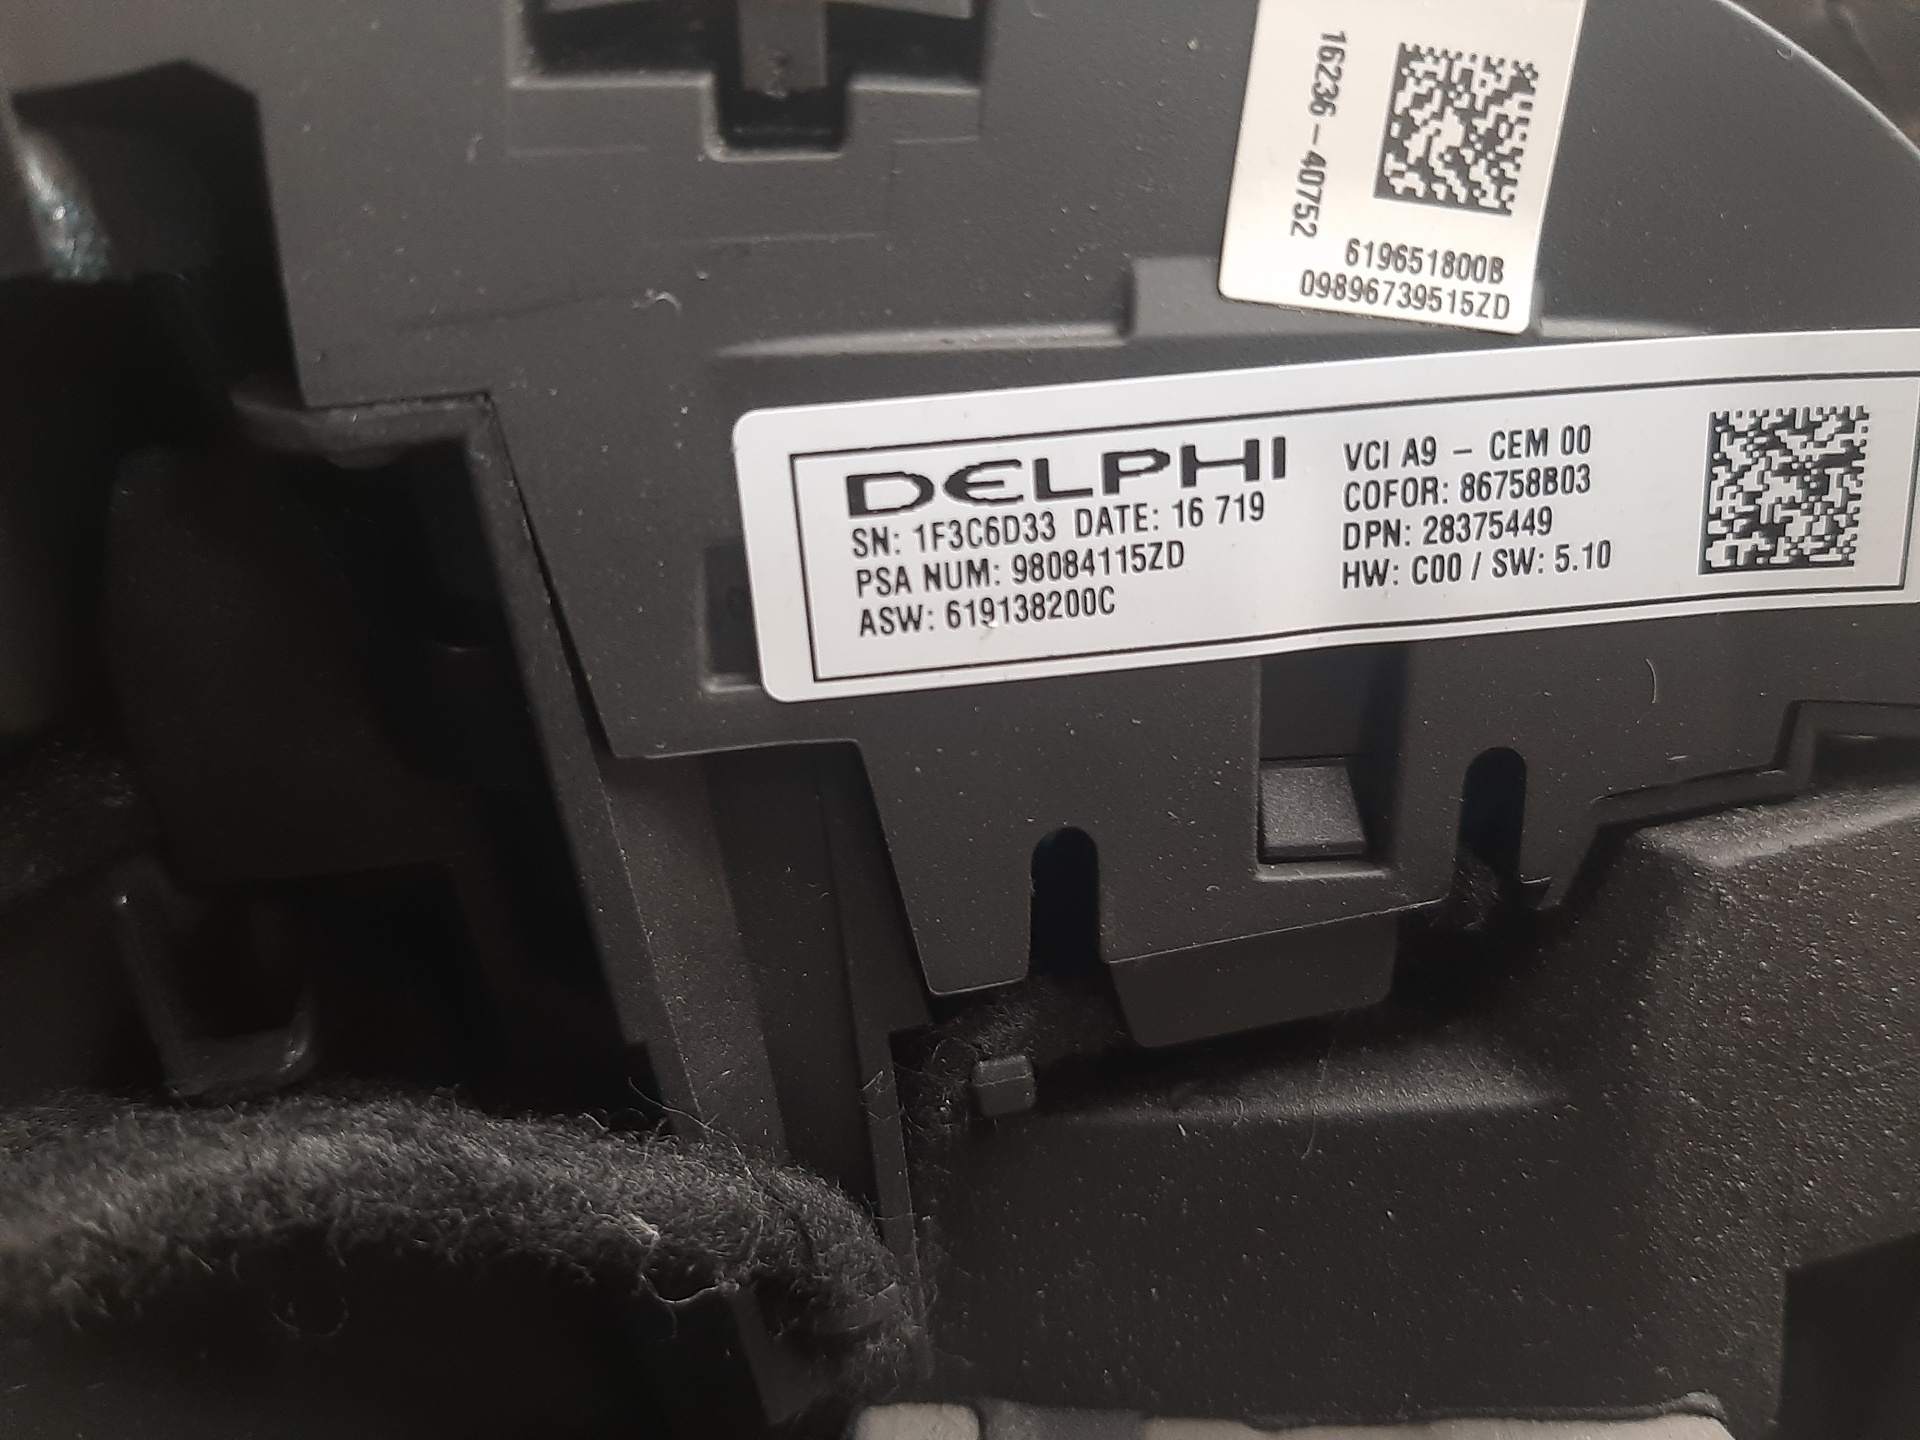 16236-40752
619651800B
09896739515ZD
DELPHI
SN: 1F3C6D33 DATE: 16 719
PSA NUM: 98084115ZD
ASW: 619138200C
VCI A9 - CEM 00
COFOR: 86758B03
DPN: 28375449
HW: C00 / SW: 5.10